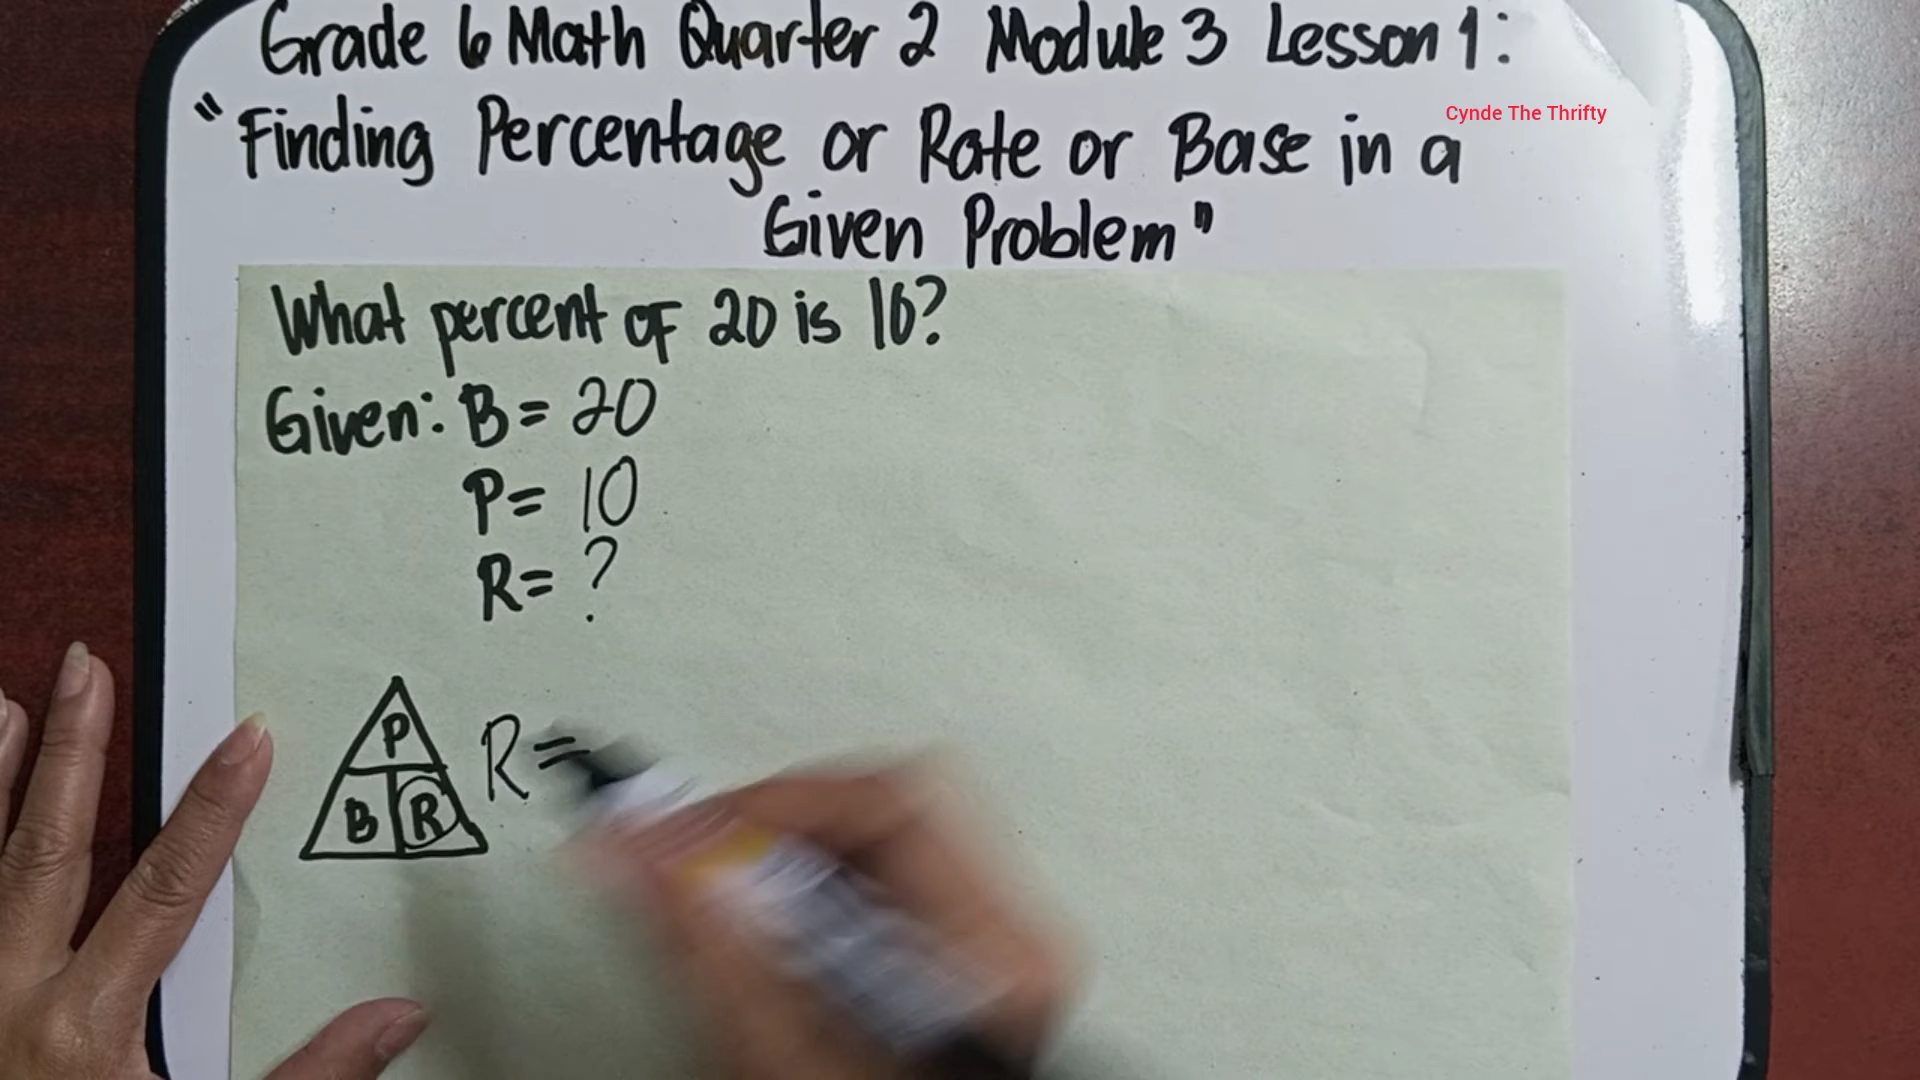 Grade 6 Math Quarter 2 Module 3 Lesson 1:
Cynde The Thrifty
"Finding Percentage or Rate or Base in a
Given Problem"
What percent of 20 is 10?
Given: B = 20
P = 10
R = ?
P
R =
B R